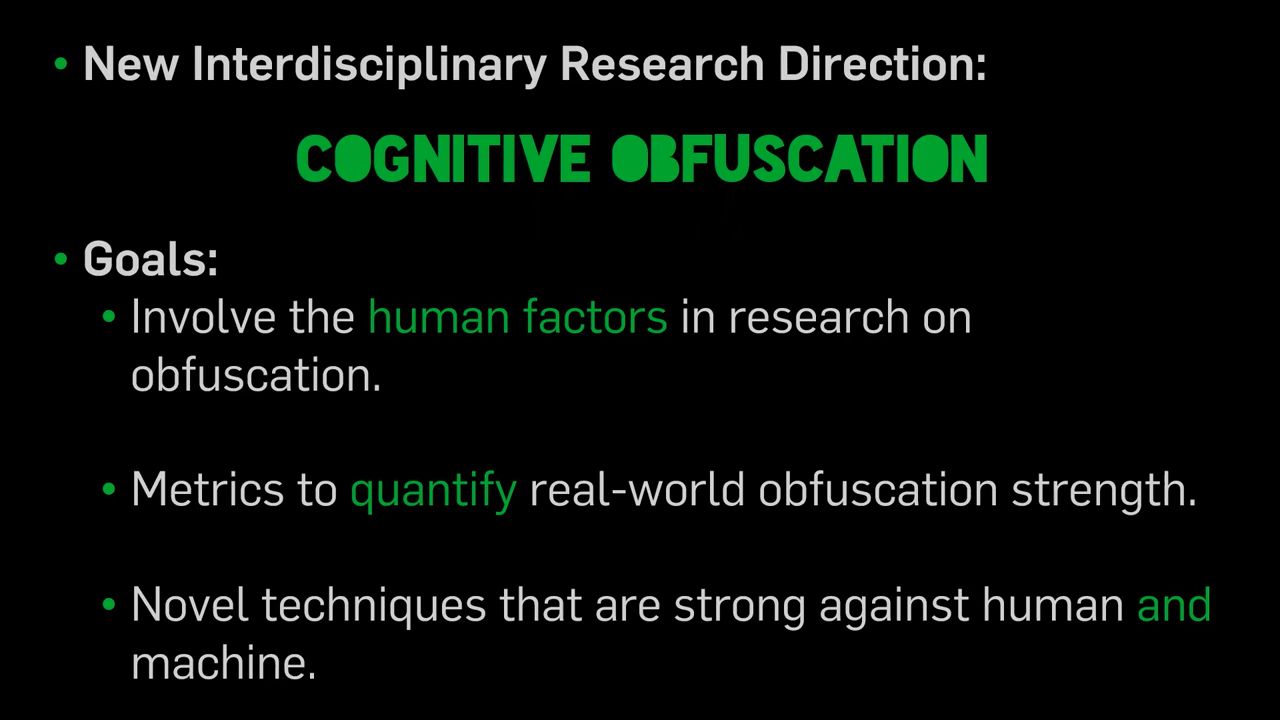 • New Interdisciplinary Research Direction:
COGNITIVE OBFUSCATION
• Goals:
• Involve the human factors in research on
obfuscation.
• Metrics to quantify real-world obfuscation strength.
• Novel techniques that are strong against human and
machine.